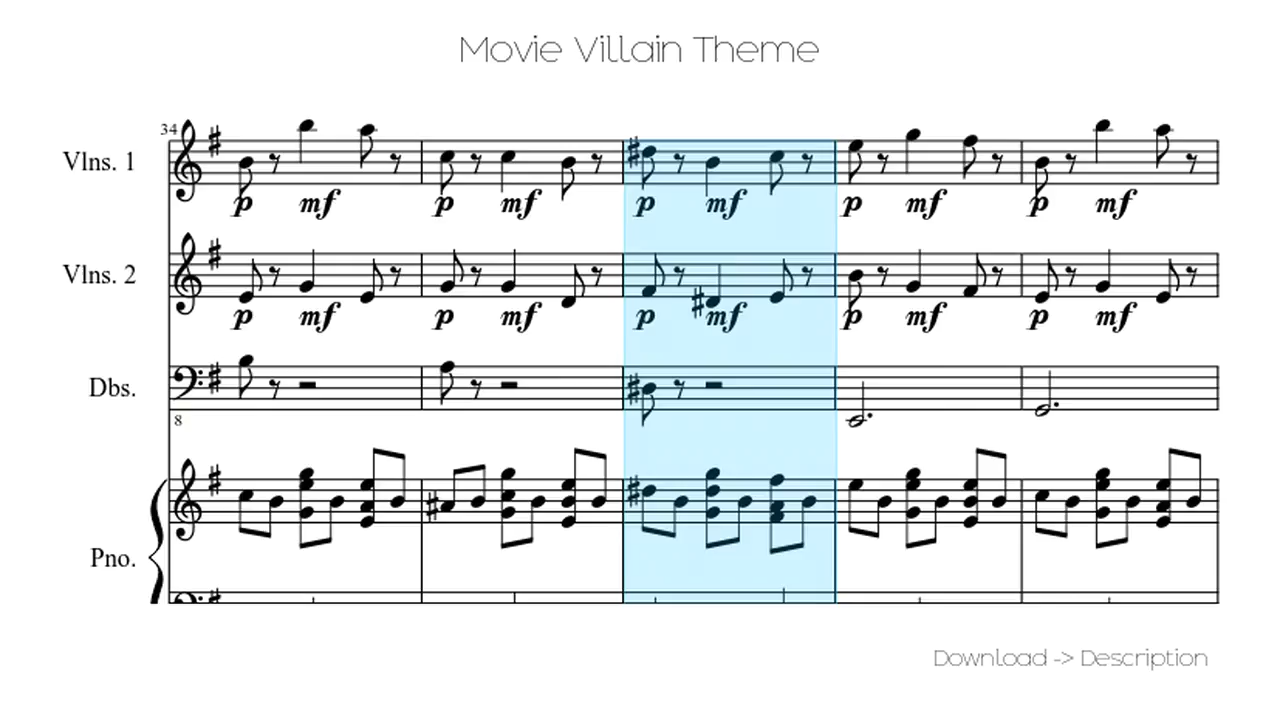 Movie Villain Theme
34
Vlns. 1
p mf p mf p mf p mf p mf
Vlns. 2
p mf p mf p mf p mf p mf
Dbs.
8
Pno.
Download -> Description